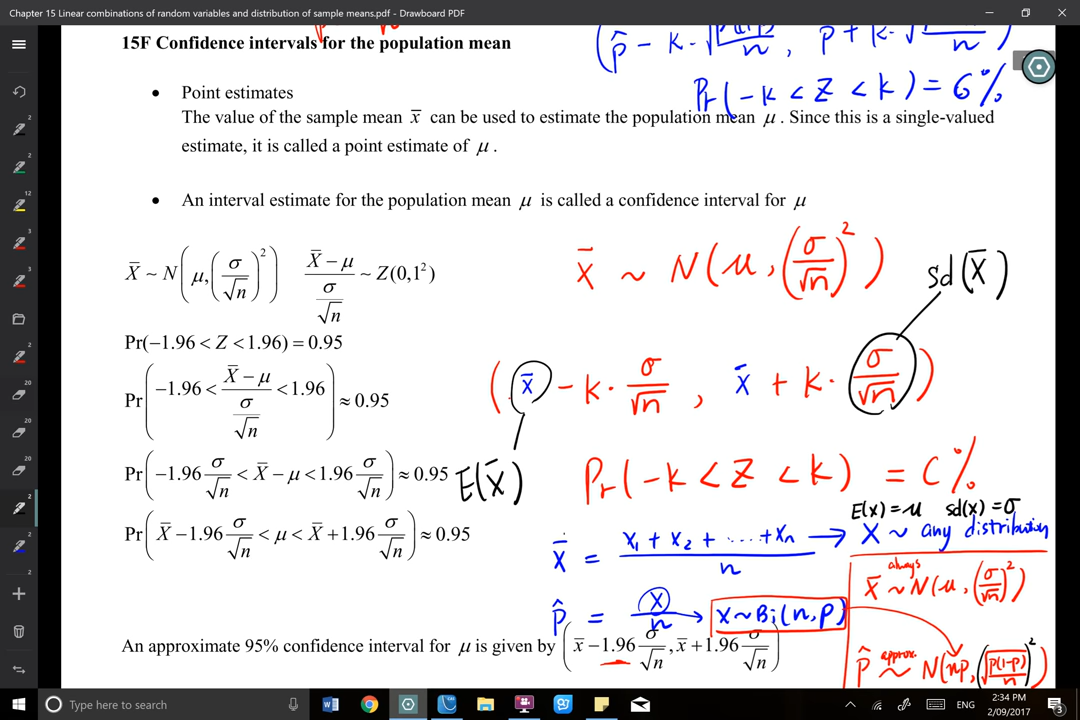 Chapter 15 Linear combinations of random variables and distribution of sample means.pdf - Drawboard PDF
15F Confidence intervals for the population mean
(p̂ - k·√(p(1-p)/n), p̂ + k·√
Pr(-k < Z < k) = C%
• Point estimates
The value of the sample mean x̄ can be used to estimate the population mean μ. Since this is a single-valued
estimate, it is called a point estimate of μ.
• An interval estimate for the population mean μ is called a confidence interval for μ
X̄ ~ N(μ, (σ/√n)²) (X̄ - μ)/(σ/√n) ~ Z(0,1²)
X̄ ~ N(μ, (σ/√n)²)
sd(X̄)
Pr(-1.96 < Z < 1.96) = 0.95
Pr(-1.96 < (X̄ - μ)/(σ/√n) < 1.96) ≈ 0.95
(x̄ - k·σ/√n, x̄ + k·σ/√n)
Pr(-1.96 σ/√n < X̄ - μ < 1.96 σ/√n) ≈ 0.95
E(X̄)
Pr(-k < Z < k) = C%
E(x) = μ sd(x) = σ
Pr(X̄ - 1.96 σ/√n < μ < X̄ + 1.96 σ/√n) ≈ 0.95
X̄ = (x₁ + x₂ + ... + xₙ)/n → X ~ any distribution
always
X̄ ~ N(μ, (σ/√n)²)
p̂ = X/n → X ~ Bi(n, p)
An approximate 95% confidence interval for μ is given by (x̄ - 1.96 σ/√n, x̄ + 1.96 σ/√n)
approx.
p̂ ~ N(np, (√(p(1-p)/n))²)
Type here to search
ENG
2:34 PM
2/09/2017